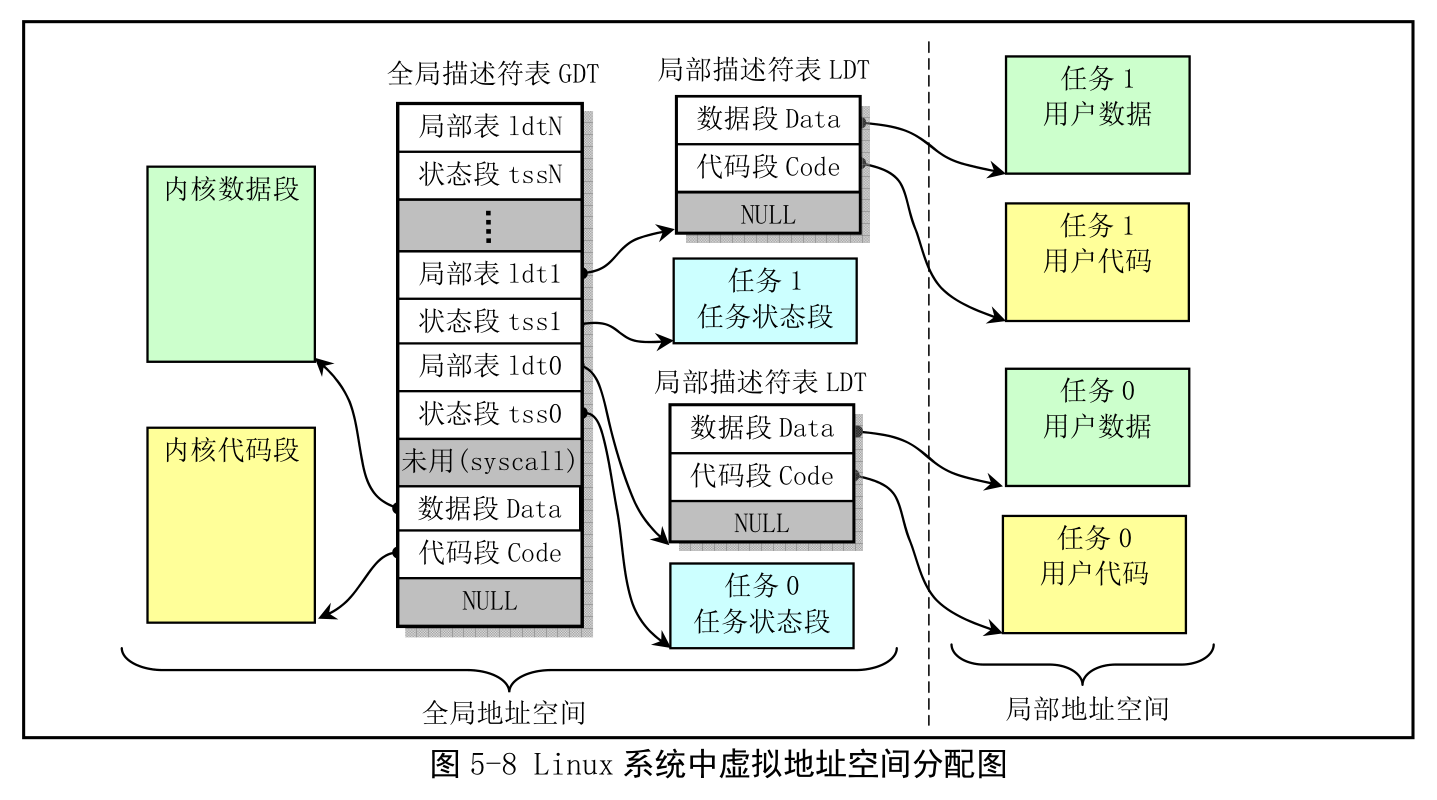 全局描述符表 GDT
局部表 ldtN
状态段 tssN
局部表 ldt1
状态段 tss1
局部表 ldt0
状态段 tss0
未用(syscall)
数据段 Data
代码段 Code
NULL
内核数据段
内核代码段
局部描述符表 LDT
数据段 Data
代码段 Code
NULL
任务 1
任务状态段
局部描述符表 LDT
数据段 Data
代码段 Code
NULL
任务 0
任务状态段
任务 1
用户数据
任务 1
用户代码
任务 0
用户数据
任务 0
用户代码
全局地址空间
局部地址空间
图 5-8 Linux 系统中虚拟地址空间分配图